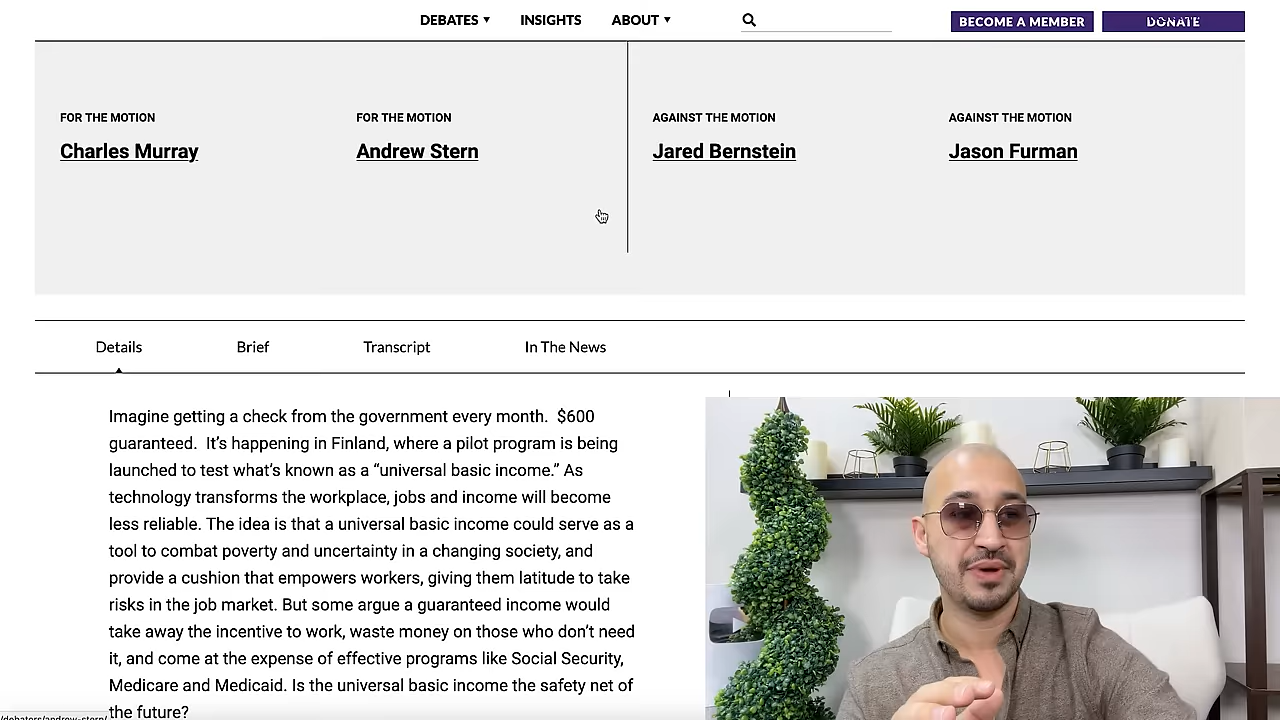 DEBATES ▼ INSIGHTS ABOUT ▼ BECOME A MEMBER DONATE
FOR THE MOTION FOR THE MOTION AGAINST THE MOTION AGAINST THE MOTION
Charles Murray Andrew Stern Jared Bernstein Jason Furman
Details Brief Transcript In The News
Imagine getting a check from the government every month.  $600
guaranteed.  It’s happening in Finland, where a pilot program is being
launched to test what’s known as a “universal basic income.” As
technology transforms the workplace, jobs and income will become
less reliable. The idea is that a universal basic income could serve as a
tool to combat poverty and uncertainty in a changing society, and
provide a cushion that empowers workers, giving them latitude to take
risks in the job market. But some argue a guaranteed income would
take away the incentive to work, waste money on those who don’t need
it, and come at the expense of effective programs like Social Security,
Medicare and Medicaid. Is the universal basic income the safety net of
the future?
/debaters/andrew-stern/